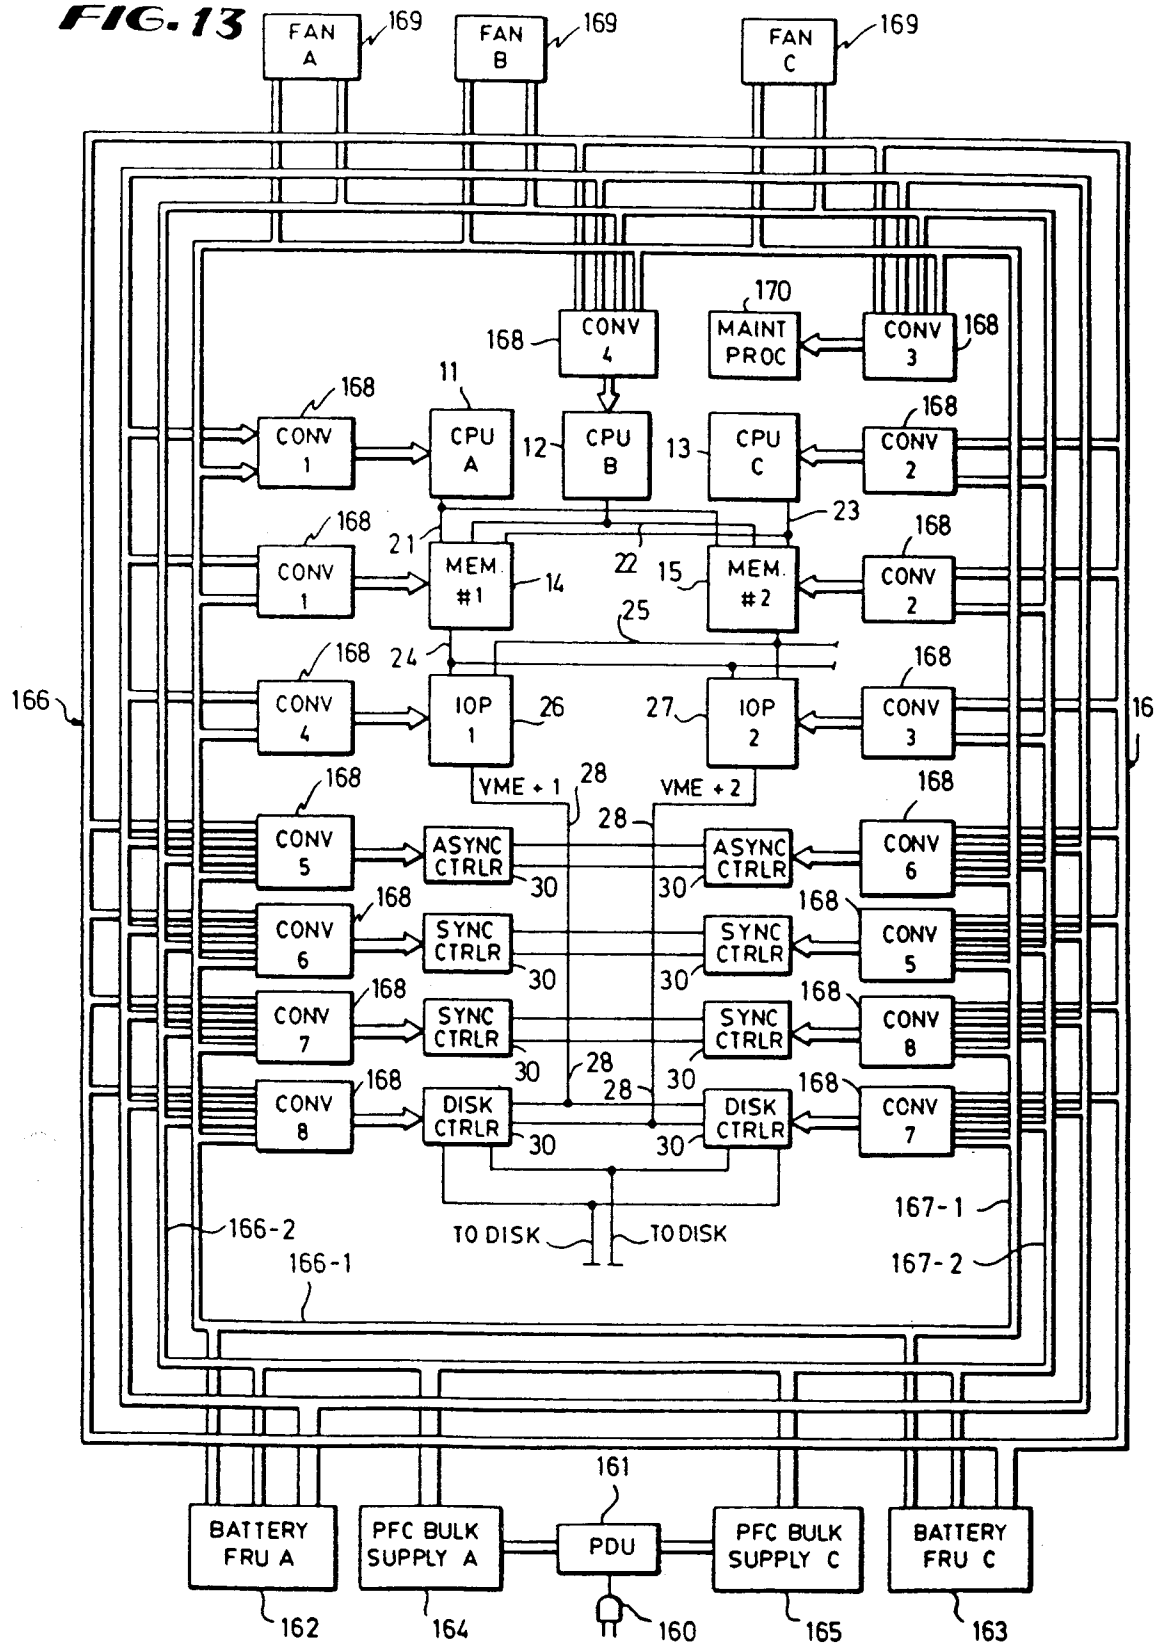 FIG. 13
FAN
A
169
FAN
B
169
FAN
C
169
168
CONV
4
170
MAINT
PROC
CONV
3
168
168
CONV
1
11
CPU
A
12
CPU
B
13
CPU
C
168
CONV
2
21
22
23
168
CONV
1
MEM.
#1
14
15
MEM.
#2
168
CONV
2
24
25
166
168
CONV
4
IOP
1
26
27
IOP
2
168
CONV
3
16
VME + 1
28
VME + 2
28
168
CONV
5
ASYNC
CTRLR
30
ASYNC
CTRLR
30
168
CONV
6
168
CONV
6
SYNC
CTRLR
30
SYNC
CTRLR
30
168
CONV
5
168
CONV
7
SYNC
CTRLR
30
SYNC
CTRLR
30
168
CONV
8
28
28
168
CONV
8
DISK
CTRLR
30
DISK
CTRLR
30
168
CONV
7
166-2
TO DISK
TO DISK
167-1
166-1
167-2
BATTERY
FRU A
162
PFC BULK
SUPPLY A
164
161
PDU
160
PFC BULK
SUPPLY C
165
BATTERY
FRU C
163